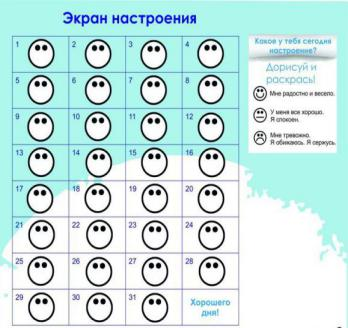 Экран настроения
Какое у тебя сегодня
настроение?
Дорисуй и
раскрась!
Мне радостно и весело.
У меня все хорошо.
Я спокоен.
Мне тревожно.
Я обижаюсь. Я сержусь.
1 2 3 4
5 6 7 8
9 10 11 12
13 14 15 16
17 18 19 20
21 22 23 24
25 26 27 28
29 30 31 Хорошего
дня!